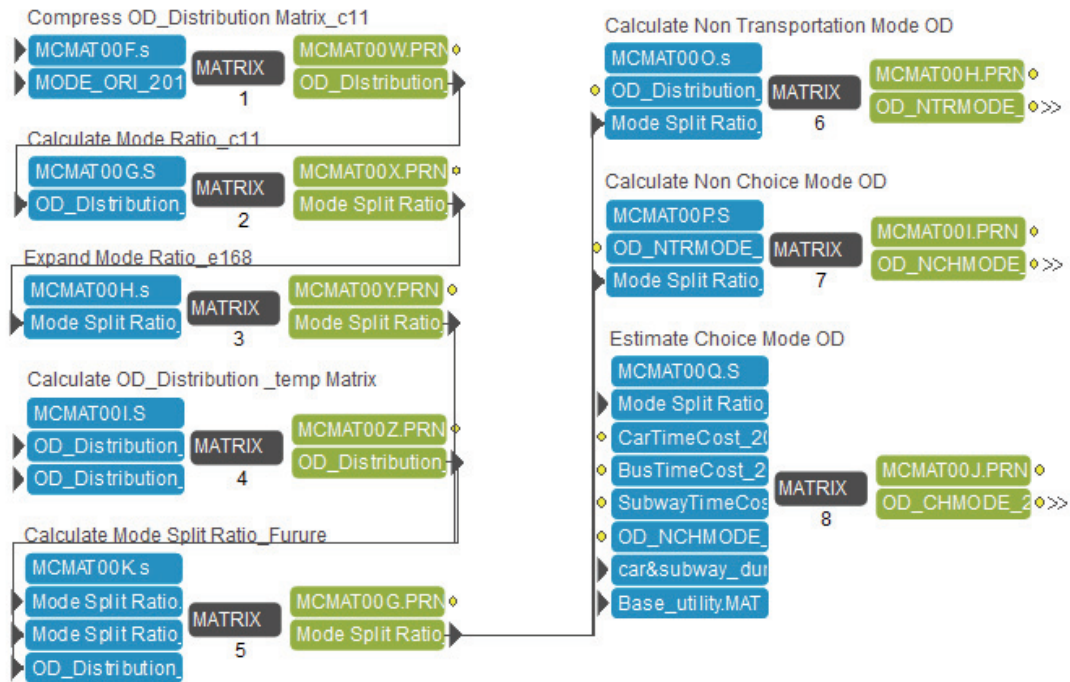 Compress OD_Distribution Matrix_c11
MCMAT00F.s
MODE_ORI_201
MATRIX
1
MCMAT00W.PRN
OD_DIstribution_
Calculate Mode Ratio_c11
MCMAT00G.S
OD_DIstribution_
MATRIX
2
MCMAT00X.PRN
Mode Split Ratio_
Expand Mode Ratio_e168
MCMAT00H.s
Mode Split Ratio_
MATRIX
3
MCMAT00Y.PRN
Mode Split Ratio_
Calculate OD_Distribution _temp Matrix
MCMAT00I.S
OD_Distribution_
OD_Distribution_
MATRIX
4
MCMAT00Z.PRN
OD_Distribution_
Calculate Mode Split Ratio_Furure
MCMAT00K.s
Mode Split Ratio_
Mode Split Ratio_
OD_Distribution_
MATRIX
5
MCMAT00G.PRN
Mode Split Ratio_
Calculate Non Transportation Mode OD
MCMAT00O.s
OD_Distribution_
Mode Split Ratio_
MATRIX
6
MCMAT00H.PRN
OD_NTRMODE_
>>
Calculate Non Choice Mode OD
MCMAT00P.S
OD_NTRMODE_
Mode Split Ratio_
MATRIX
7
MCMAT00I.PRN
OD_NCHMODE_
>>
Estimate Choice Mode OD
MCMAT00Q.S
Mode Split Ratio_
CarTimeCost_20
BusTimeCost_2
SubwayTimeCos
OD_NCHMODE_
car&subway_dur
Base_utility.MAT
MATRIX
8
MCMAT00J.PRN
OD_CHMODE_2
>>